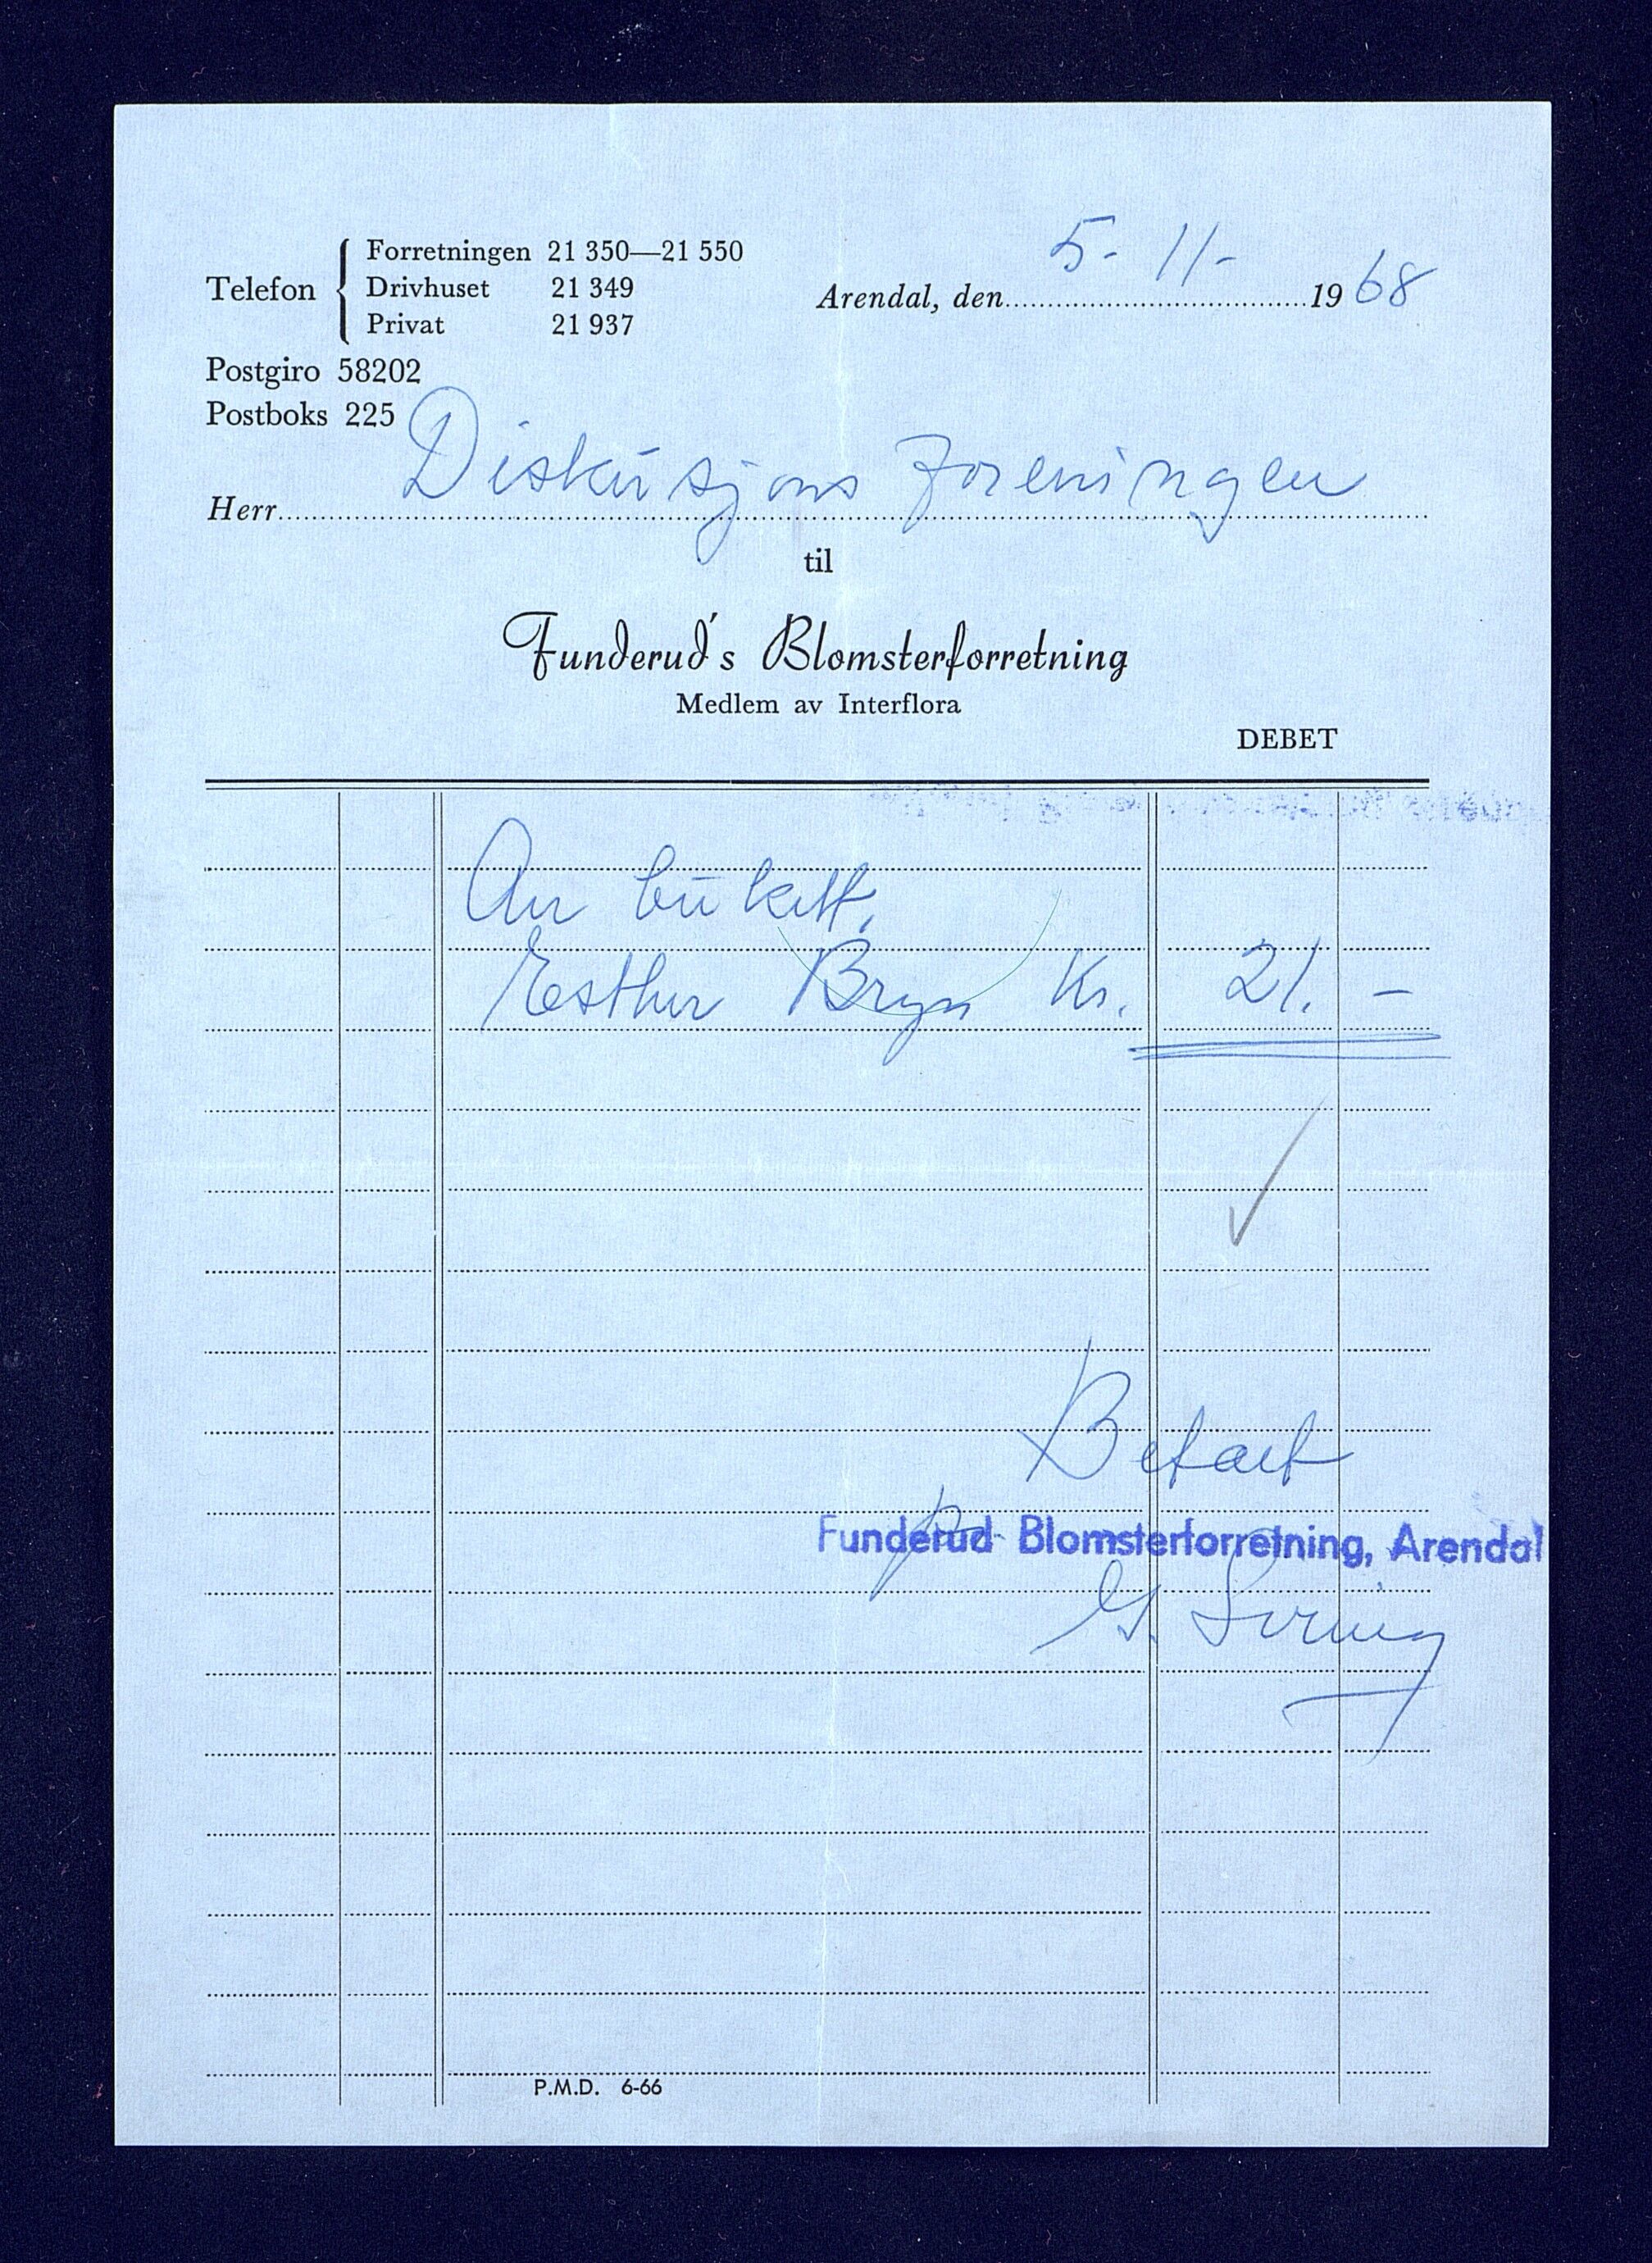 Telefon
Forretningen 21 350—21 550
Drivhuset 21 349
Privat 21 937
Arendal, den 5-11- 1968
Postgiro 58202
Postboks 225
Herr Diskusjons foreningen
til
Funderud's Blomsterforretning
Medlem av Interflora
DEBET
An bukett,
Esther Bryn Kr. 21.–
Betalt
Funderud Blomsterforretning, Arendal
P.M.D. 6-66